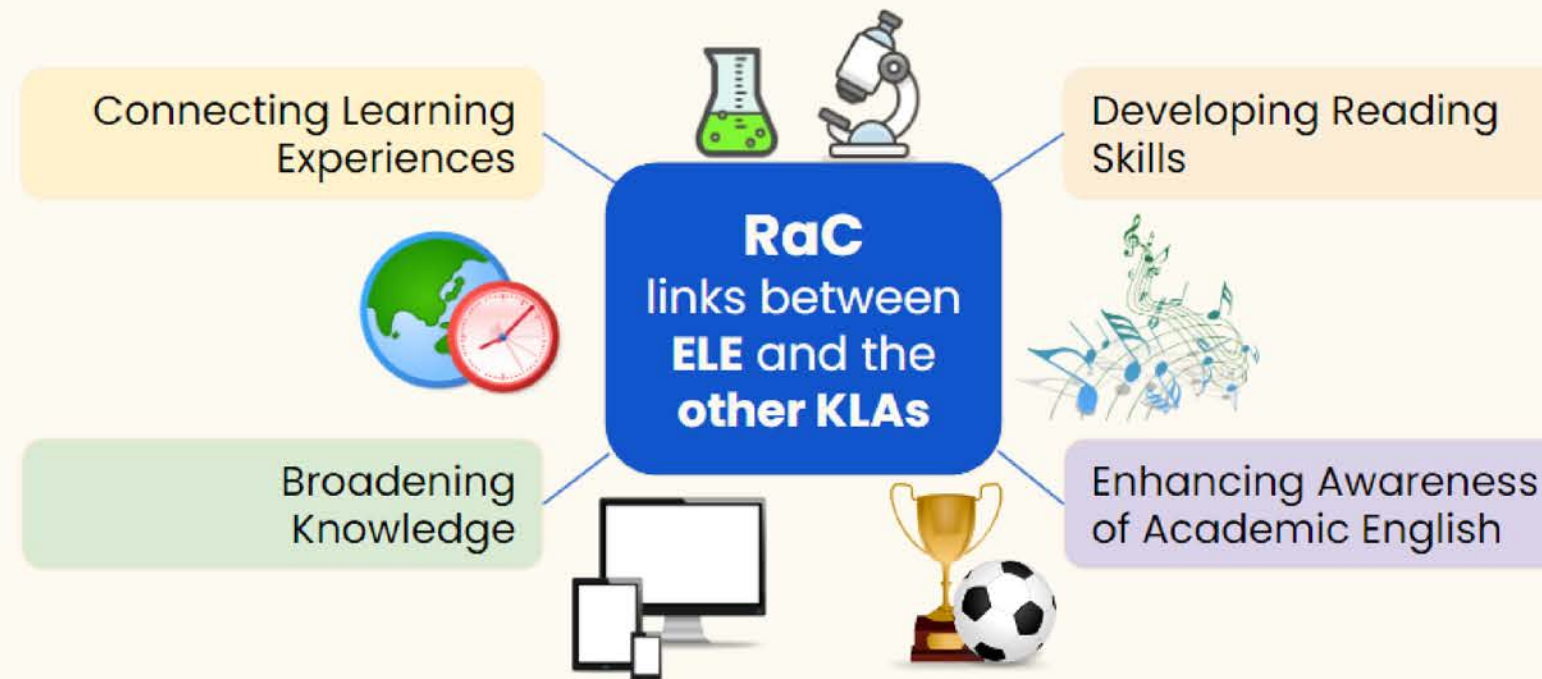 Connecting Learning
Experiences
Developing Reading
Skills
RaC
links between
ELE and the
other KLAs
Broadening
Knowledge
Enhancing Awareness
of Academic English